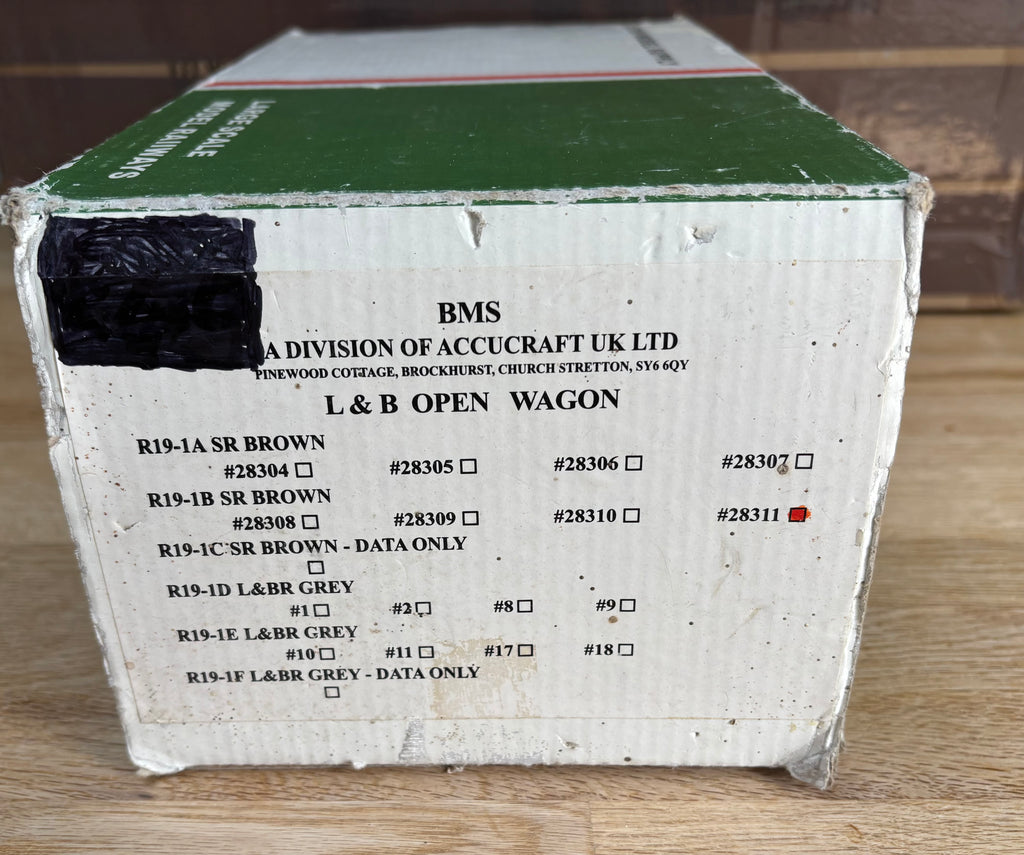 LARGE SCALE
MODEL RAILWAYS
BMS
A DIVISION OF ACCUCRAFT UK LTD
PINEWOOD COTTAGE, BROCKHURST, CHURCH STRETTON, SY6 6QY
L & B OPEN WAGON
R19-1A SR BROWN
#28304 #28305 #28306 #28307
R19-1B SR BROWN
#28308 #28309 #28310 #28311
R19-1C SR BROWN - DATA ONLY
R19-1D L&BR GREY
#1 #2 #8 #9
R19-1E L&BR GREY
#10 #11 #17 #18
R19-1F L&BR GREY - DATA ONLY